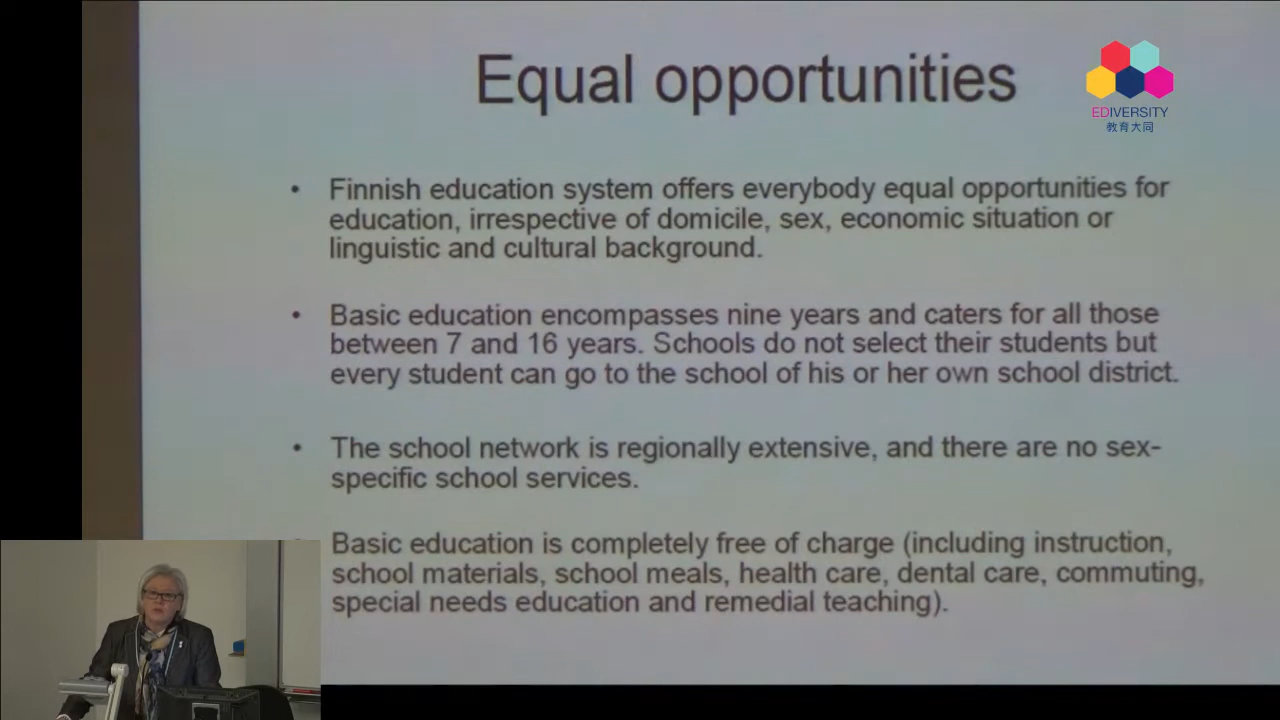 Equal opportunities
EDIVERSITY
教育大同
• Finnish education system offers everybody equal opportunities for
education, irrespective of domicile, sex, economic situation or
linguistic and cultural background.
• Basic education encompasses nine years and caters for all those
between 7 and 16 years. Schools do not select their students but
every student can go to the school of his or her own school district.
• The school network is regionally extensive, and there are no sex-
specific school services.
Basic education is completely free of charge (including instruction,
school materials, school meals, health care, dental care, commuting,
special needs education and remedial teaching).